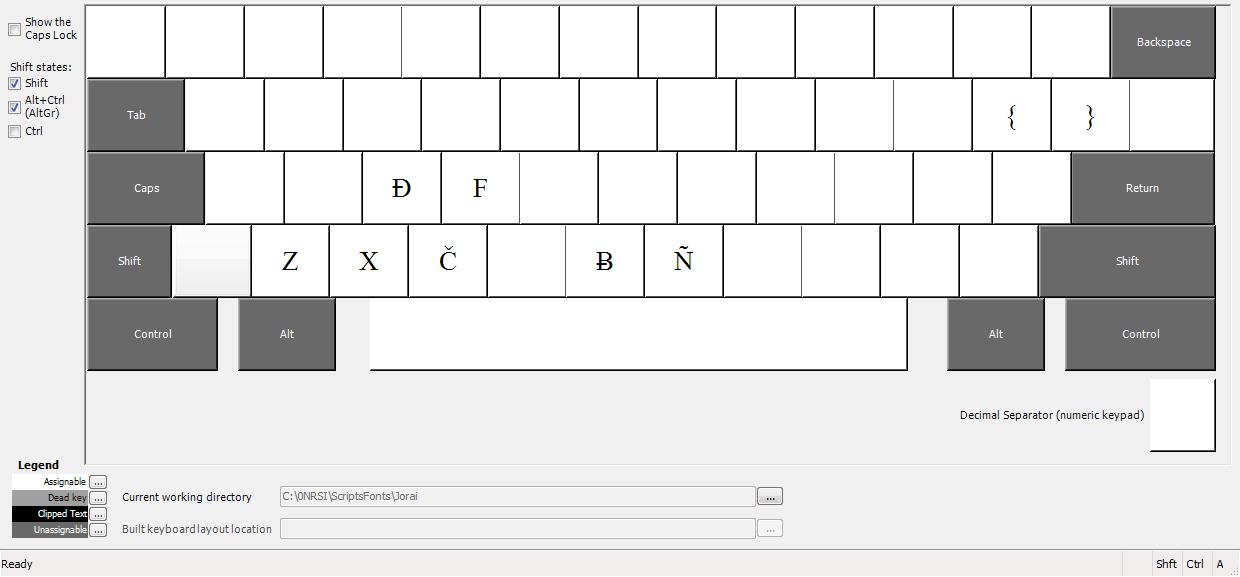 Show the
Caps Lock
Shift states:
Shift
Alt+Ctrl
(AltGr)
Ctrl
Backspace
Tab { }
Caps Đ F Return
Shift Z X Č Ƀ Ñ Shift
Control Alt Alt Control
Decimal Separator (numeric keypad)
Legend
Assignable ...
Dead key ...
Clipped Text ...
Unassignable ...
Current working directory C:\0NRSI\ScriptsFonts\Jorai ...
Built keyboard layout location ...
Ready Shft Ctrl A